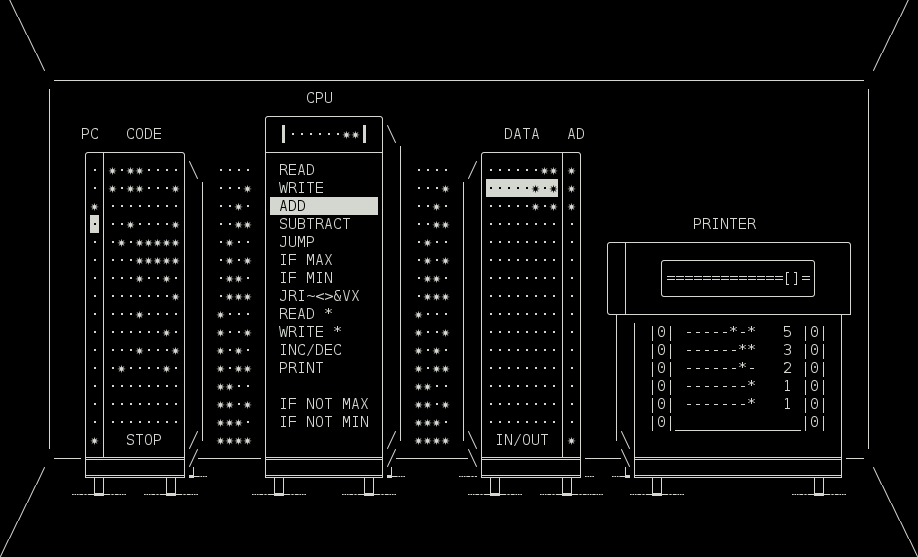 CPU
PC CODE
DATA AD
|······**|
READ
WRITE
ADD
SUBTRACT
JUMP
IF MAX
IF MIN
JRI~<>&VX
READ *
WRITE *
INC/DEC
PRINT
IF NOT MAX
IF NOT MIN
STOP
IN/OUT
PRINTER
=============[]=
|0| -----*-* 5 |0|
|0| ------** 3 |0|
|0| ------*- 2 |0|
|0| -------* 1 |0|
|0| -------* 1 |0|
|0|______________|0|